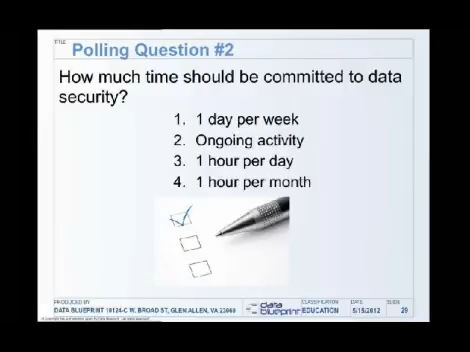 TITLE
Polling Question #2
How much time should be committed to data
security?
1. 1 day per week
2. Ongoing activity
3. 1 hour per day
4. 1 hour per month
PRODUCED BY
DATA BLUEPRINT 10124-C W. BROAD ST, GLEN ALLEN, VA 23060
data
blueprint
CLASSIFICATION
EDUCATION
DATE
5/15/2012
SLIDE
29